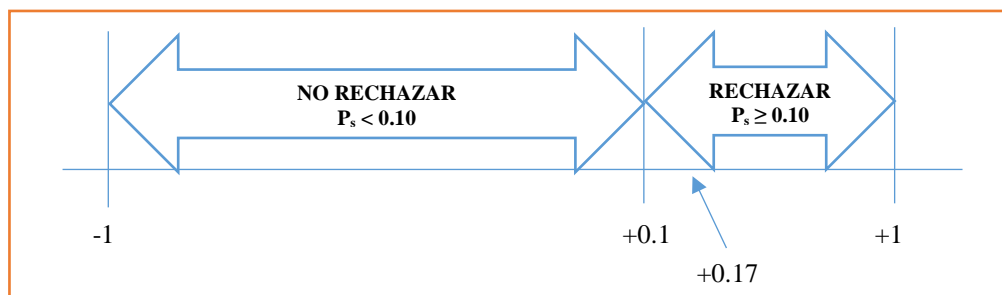 NO RECHAZAR
Ps < 0.10
RECHAZAR
Ps ≥ 0.10
-1
+0.1
+1
+0.17